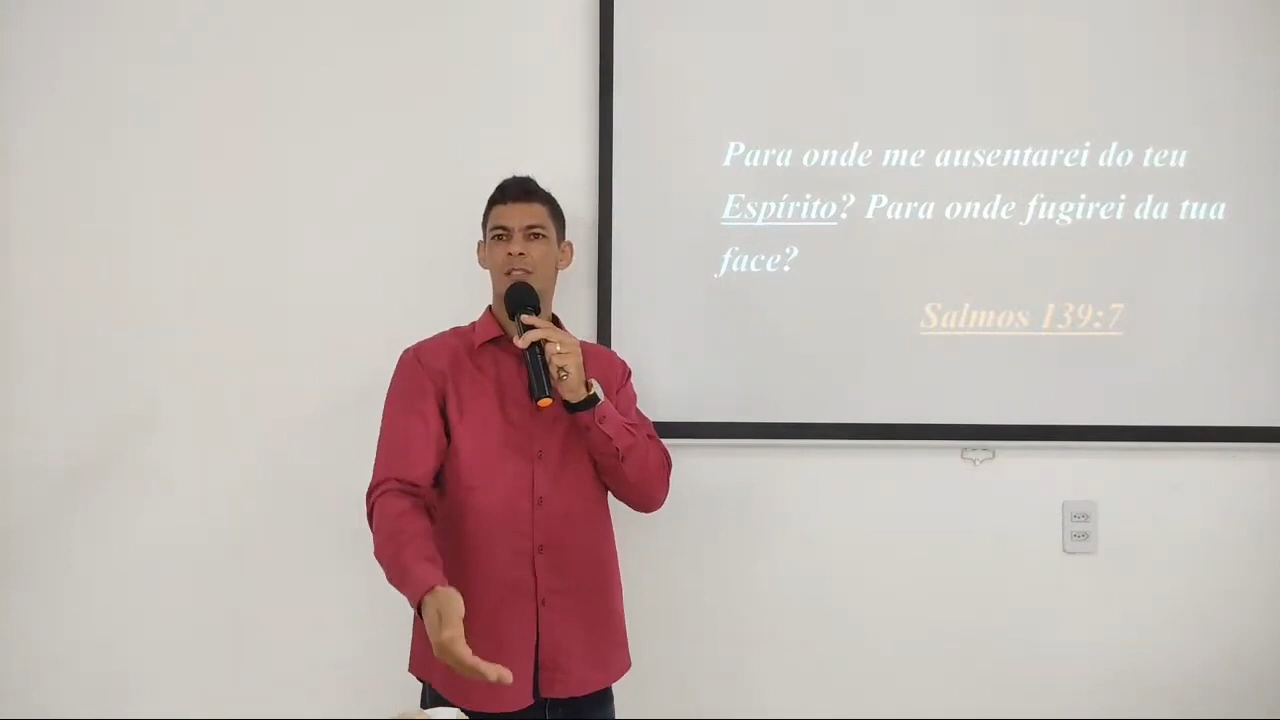 Para onde me ausentarei do teu
Espírito? Para onde fugirei da tua
face?
Salmos 139:7